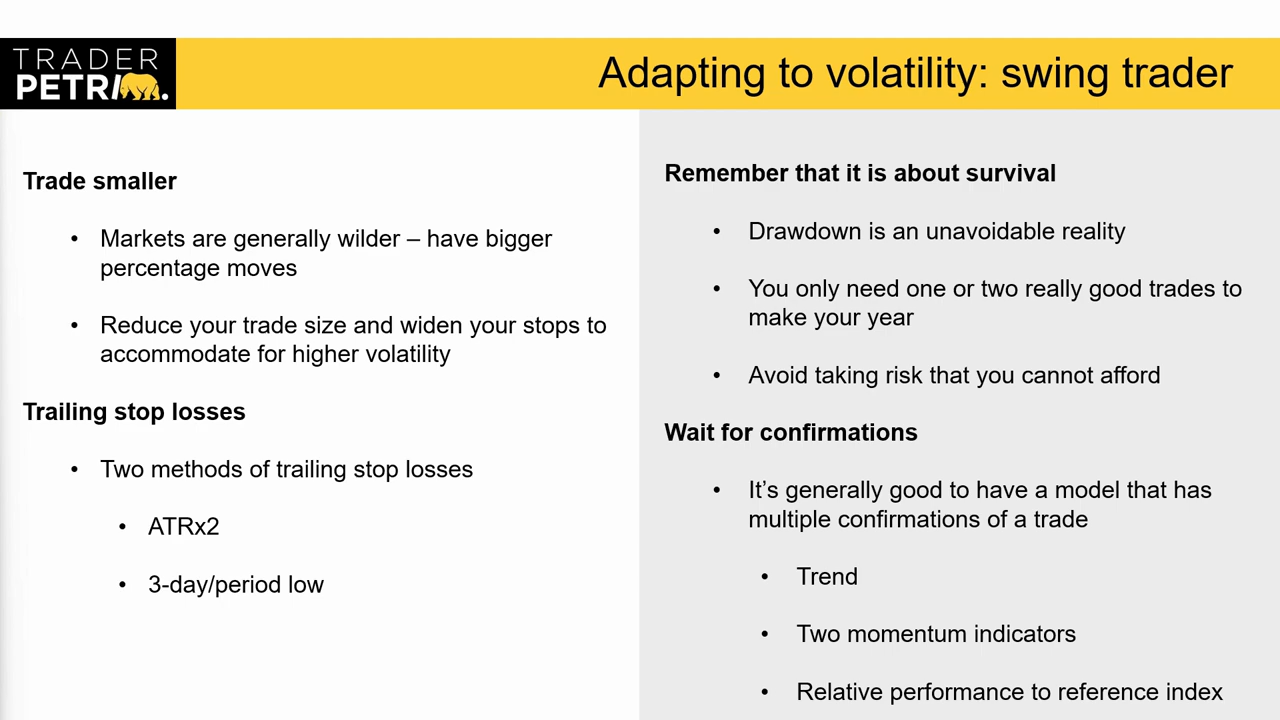 TRADER
PETRI.
Adapting to volatility: swing trader
Trade smaller
• Markets are generally wilder – have bigger
percentage moves
• Reduce your trade size and widen your stops to
accommodate for higher volatility
Trailing stop losses
• Two methods of trailing stop losses
• ATRx2
• 3-day/period low
Remember that it is about survival
• Drawdown is an unavoidable reality
• You only need one or two really good trades to
make your year
• Avoid taking risk that you cannot afford
Wait for confirmations
• It’s generally good to have a model that has
multiple confirmations of a trade
• Trend
• Two momentum indicators
• Relative performance to reference index